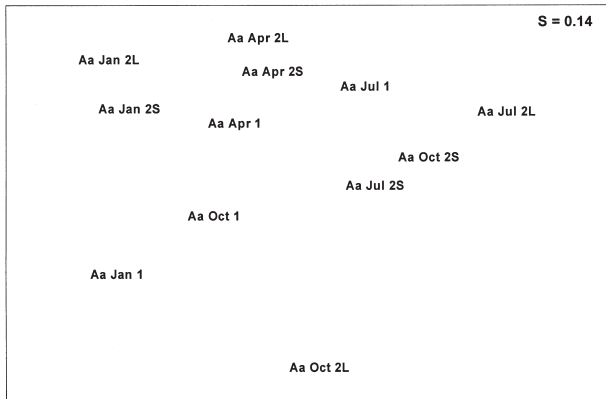 S = 0.14
Aa Apr 2L
Aa Jan 2L
Aa Apr 2S
Aa Jul 1
Aa Jan 2S
Aa Jul 2L
Aa Apr 1
Aa Oct 2S
Aa Jul 2S
Aa Oct 1
Aa Jan 1
Aa Oct 2L